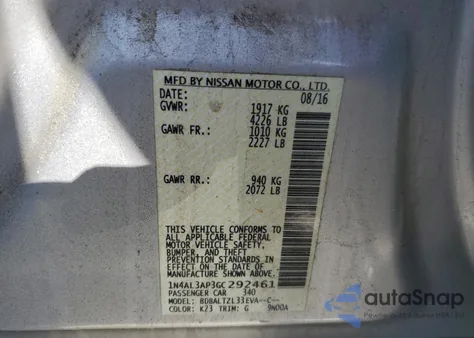 MFD BY NISSAN MOTOR CO., LTD.
DATE: 08/16
GVWR: 1917 KG
4226 LB
GAWR FR.: 1010 KG
2227 LB
GAWR RR.: 940 KG
2072 LB
THIS VEHICLE CONFORMS TO
ALL APPLICABLE FEDERAL
MOTOR VEHICLE SAFETY,
BUMPER, AND THEFT
PREVENTION STANDARDS IN
EFFECT ON THE DATE OF
MANUFACTURE SHOWN ABOVE.
1N4AL3AP3GC292461
PASSENGER CAR 340
MODEL: BDBALTZL33EVA--C--
COLOR: K23 TRIM: G 9N00A
autoSnap